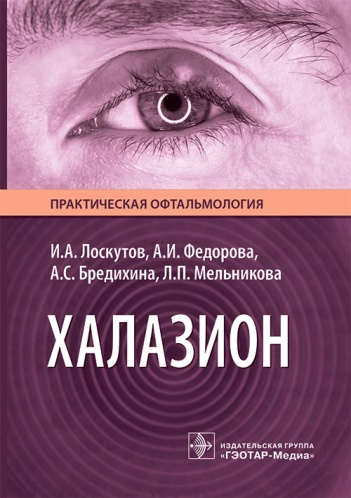 ПРАКТИЧЕСКАЯ ОФТАЛЬМОЛОГИЯ
И.А. Лоскутов, А.И. Федорова,
А.С. Бредихина, Л.П. Мельникова
ХАЛАЗИОН
ИЗДАТЕЛЬСКАЯ ГРУППА
«ГЭОТАР-Медиа»